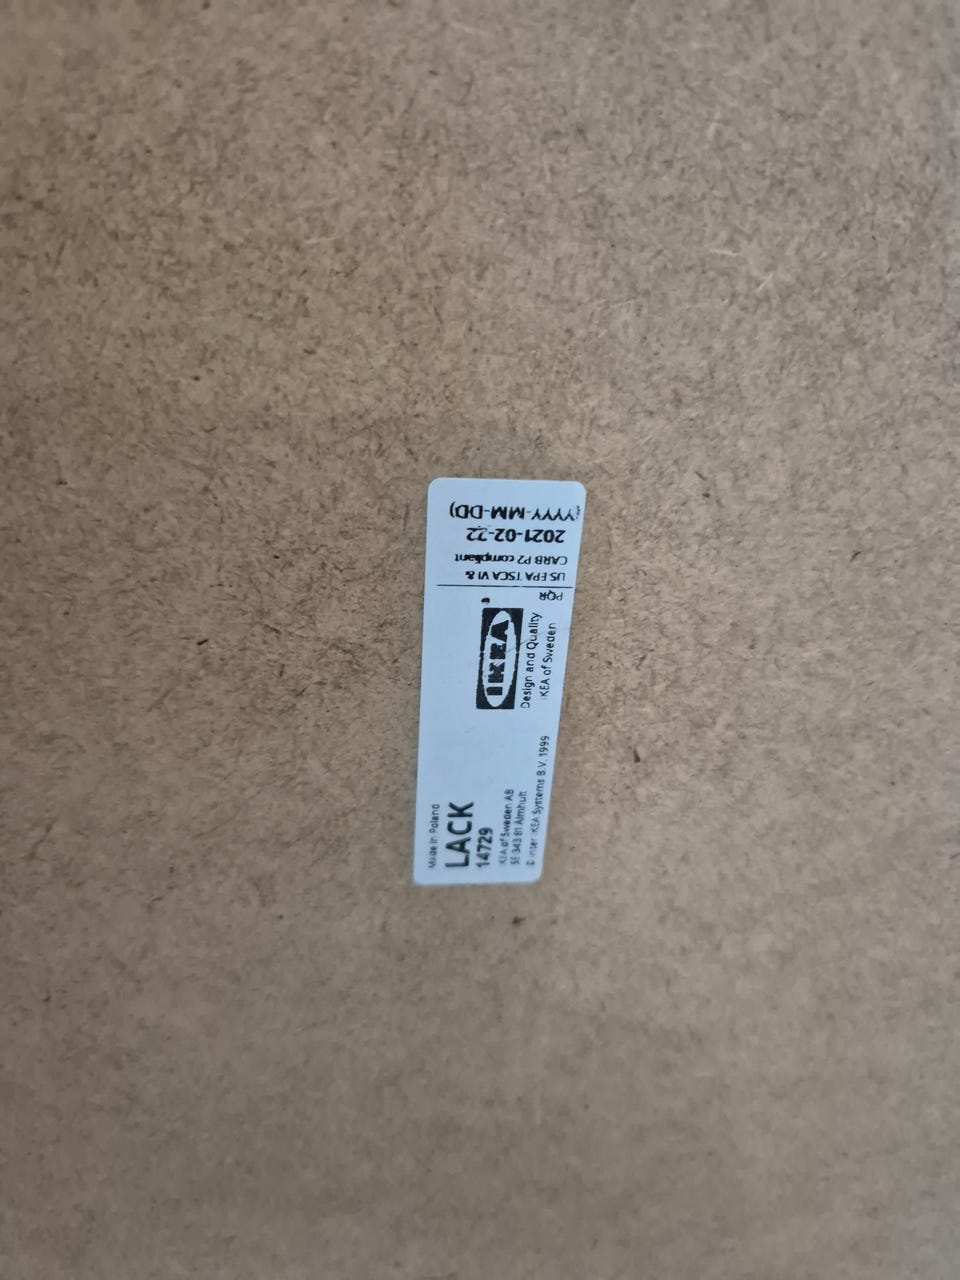 Made in Poland
LACK
14729
IKEA of Sweden AB
SE 343 81 Älmhult
© Inter IKEA Systems B.V. 1999
IKEA
Design and Quality
IKEA of Sweden
PQR
US EPA TSCA VI &
CARB P2 compliant
2021-02-22
YYYY-MM-DD)